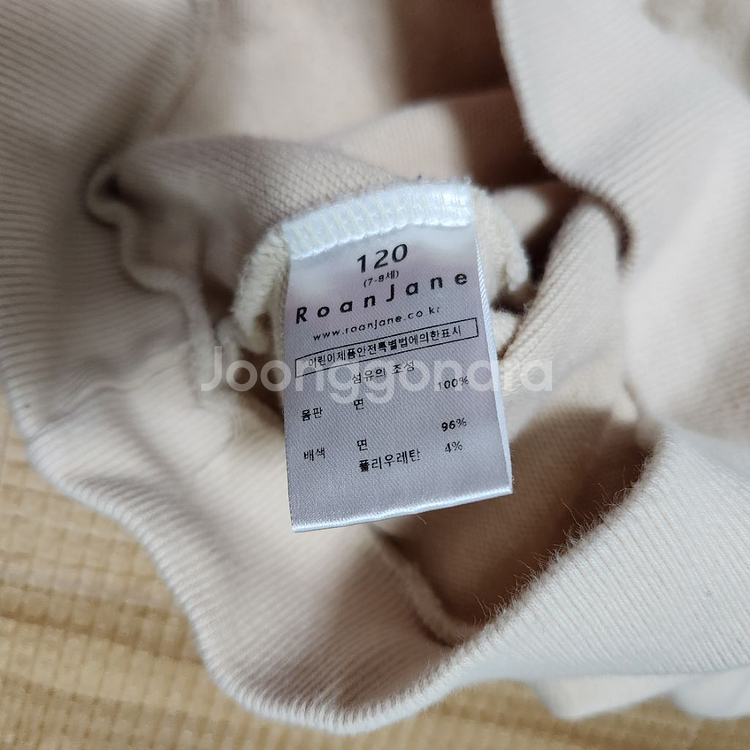 120
(7-8세)
RoanJane
www.roanjane.co.kr
어린이제품안전특별법에의한표시
섬유의 조성
Joonggonara
몸판 면 100%
배색 면 96%
폴리우레탄 4%